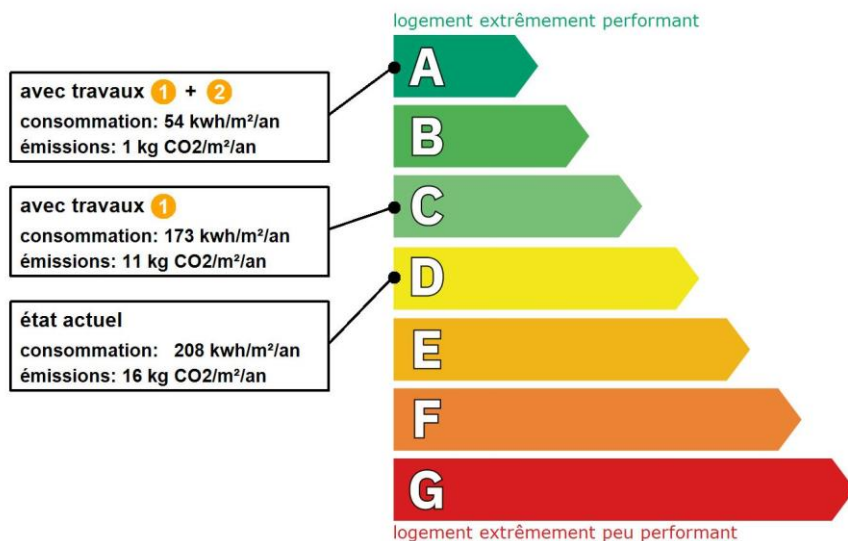 logement extrêmement performant
avec travaux 1 + 2
consommation: 54 kwh/m²/an
émissions: 1 kg CO2/m²/an
avec travaux 1
consommation: 173 kwh/m²/an
émissions: 11 kg CO2/m²/an
état actuel
consommation: 208 kwh/m²/an
émissions: 16 kg CO2/m²/an
A
B
C
D
E
F
G
logement extrêmement peu performant